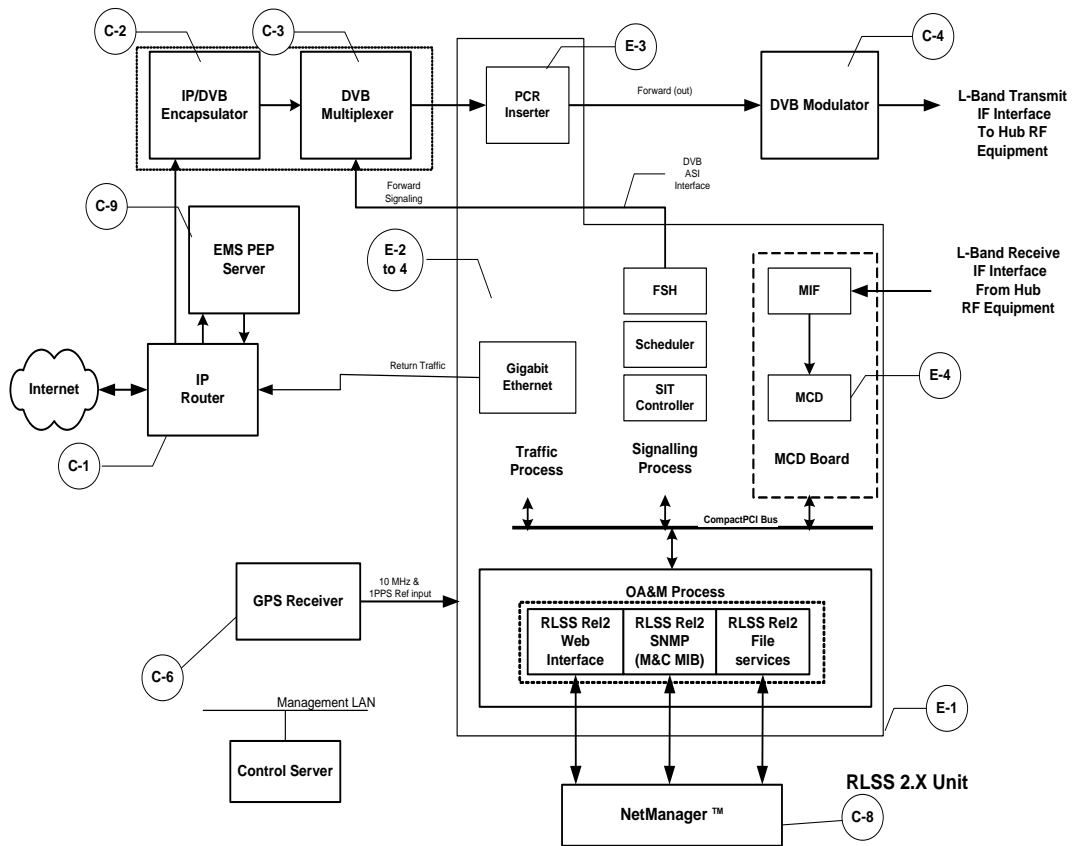 C-2
C-3
E-3
C-4
IP/DVB
Encapsulator
DVB
Multiplexer
PCR
Inserter
Forward (out)
DVB Modulator
L-Band Transmit
IF Interface
To Hub RF
Equipment
Forward
Signaling
DVB
ASI
Interface
C-9
EMS PEP
Server
E-2
to 4
FSH
MIF
L-Band Receive
IF Interface
From Hub
RF Equipment
Scheduler
Internet
IP
Router
Return Traffic
Gigabit
Ethernet
SIT
Controller
MCD
E-4
C-1
Traffic
Process
Signalling
Process
MCD Board
CompactPCI Bus
GPS Receiver
10 MHz &
1PPS Ref input
OA&M Process
RLSS Rel2
Web
Interface
RLSS Rel2
SNMP
(M&C MIB)
RLSS Rel2
File
services
C-6
Management LAN
E-1
Control Server
RLSS 2.X Unit
NetManager ™
C-8